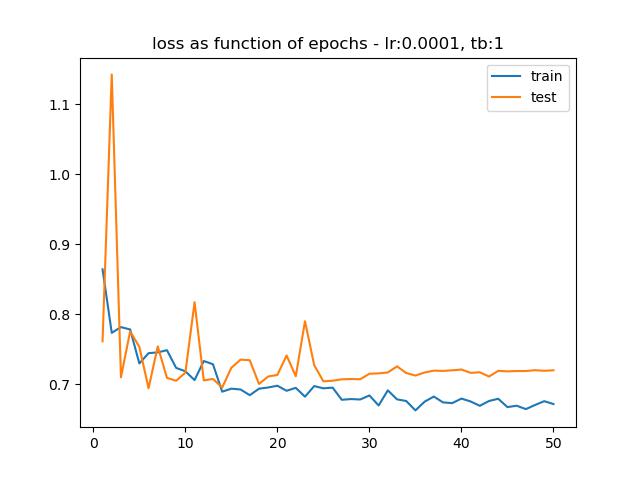 loss as function of epochs - lr:0.0001, tb:1
train
test
1.1
1.0
0.9
0.8
0.7
0 10 20 30 40 50